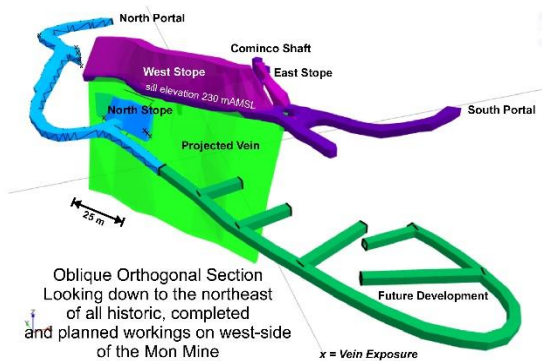 North Portal
Cominco Shaft
East Stope
West Stope
sill elevation 230 mAMSL
North Stope
South Portal
Projected Vein
25 m
Future Development
Oblique Orthogonal Section
Looking down to the northeast
of all historic, completed
and planned workings on west-side
of the Mon Mine
x = Vein Exposure